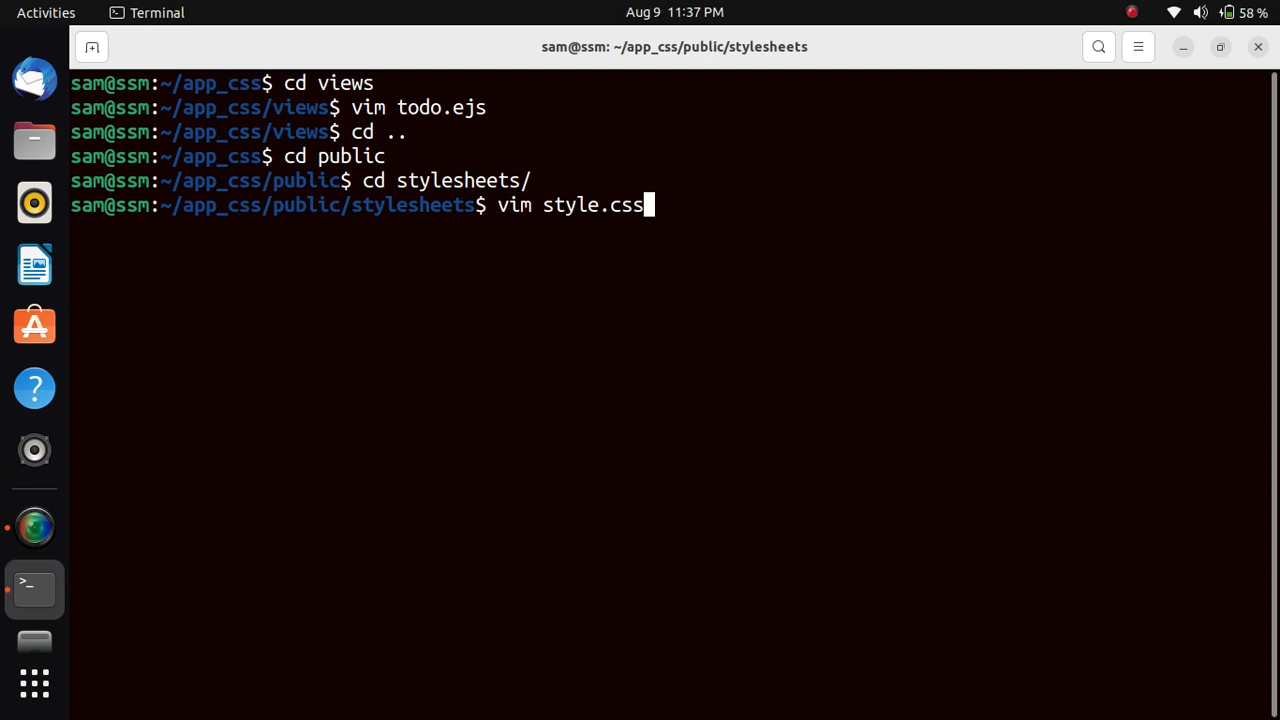 Activities Terminal Aug 9 11:37 PM 58 %
sam@ssm: ~/app_css/public/stylesheets
sam@ssm:~/app_css$ cd views
sam@ssm:~/app_css/views$ vim todo.ejs
sam@ssm:~/app_css/views$ cd ..
sam@ssm:~/app_css$ cd public
sam@ssm:~/app_css/public$ cd stylesheets/
sam@ssm:~/app_css/public/stylesheets$ vim style.css